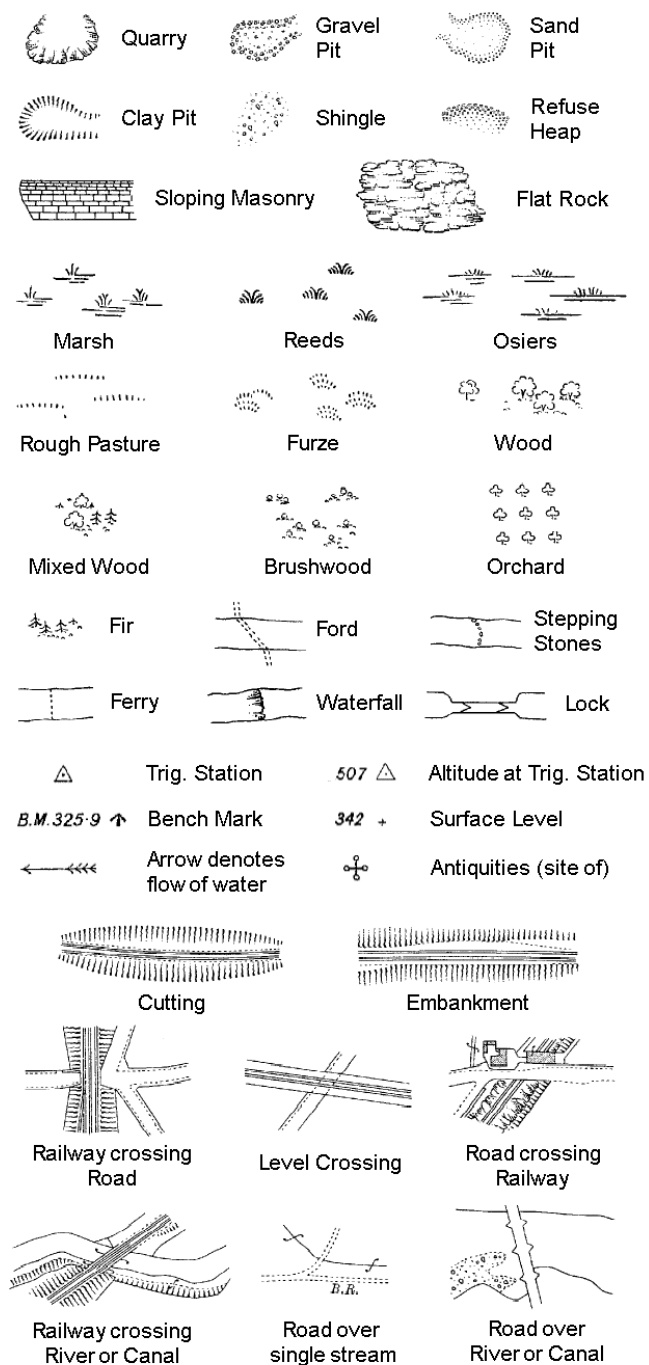 Quarry
Gravel
Pit
Sand
Pit
Clay Pit
Shingle
Refuse
Heap
Sloping Masonry
Flat Rock
Marsh
Reeds
Osiers
Rough Pasture
Furze
Wood
Mixed Wood
Brushwood
Orchard
Fir
Ford
Stepping
Stones
Ferry
Waterfall
Lock
Trig. Station
507
Altitude at Trig. Station
B.M. 325·9
Bench Mark
342
Surface Level
Arrow denotes
flow of water
Antiquities (site of)
Cutting
Embankment
Railway crossing
Road
Level Crossing
Road crossing
Railway
Railway crossing
River or Canal
B.R.
Road over
single stream
Road over
River or Canal